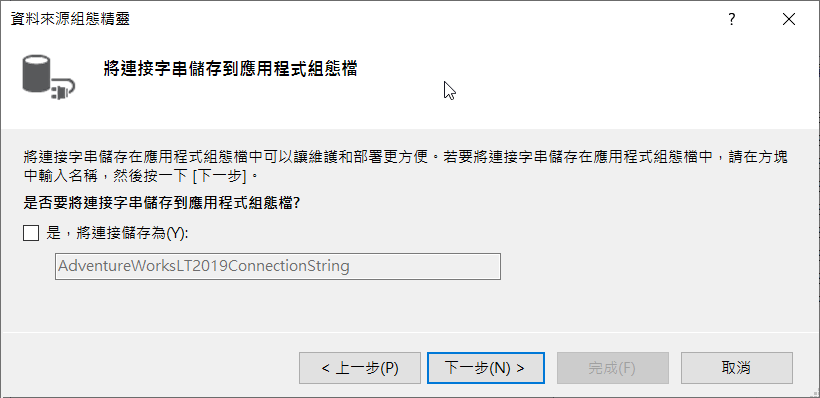 資料來源組態精靈
?
將連接字串儲存到應用程式組態檔
將連接字串儲存在應用程式組態檔中可以讓維護和部署更方便。若要將連接字串儲存在應用程式組態檔中，請在方塊
中輸入名稱，然後按一下 [下一步]。
是否要將連接字串儲存到應用程式組態檔?
是，將連接儲存為(Y):
AdventureWorksLT2019ConnectionString
< 上一步(P) 下一步(N) > 完成(F) 取消